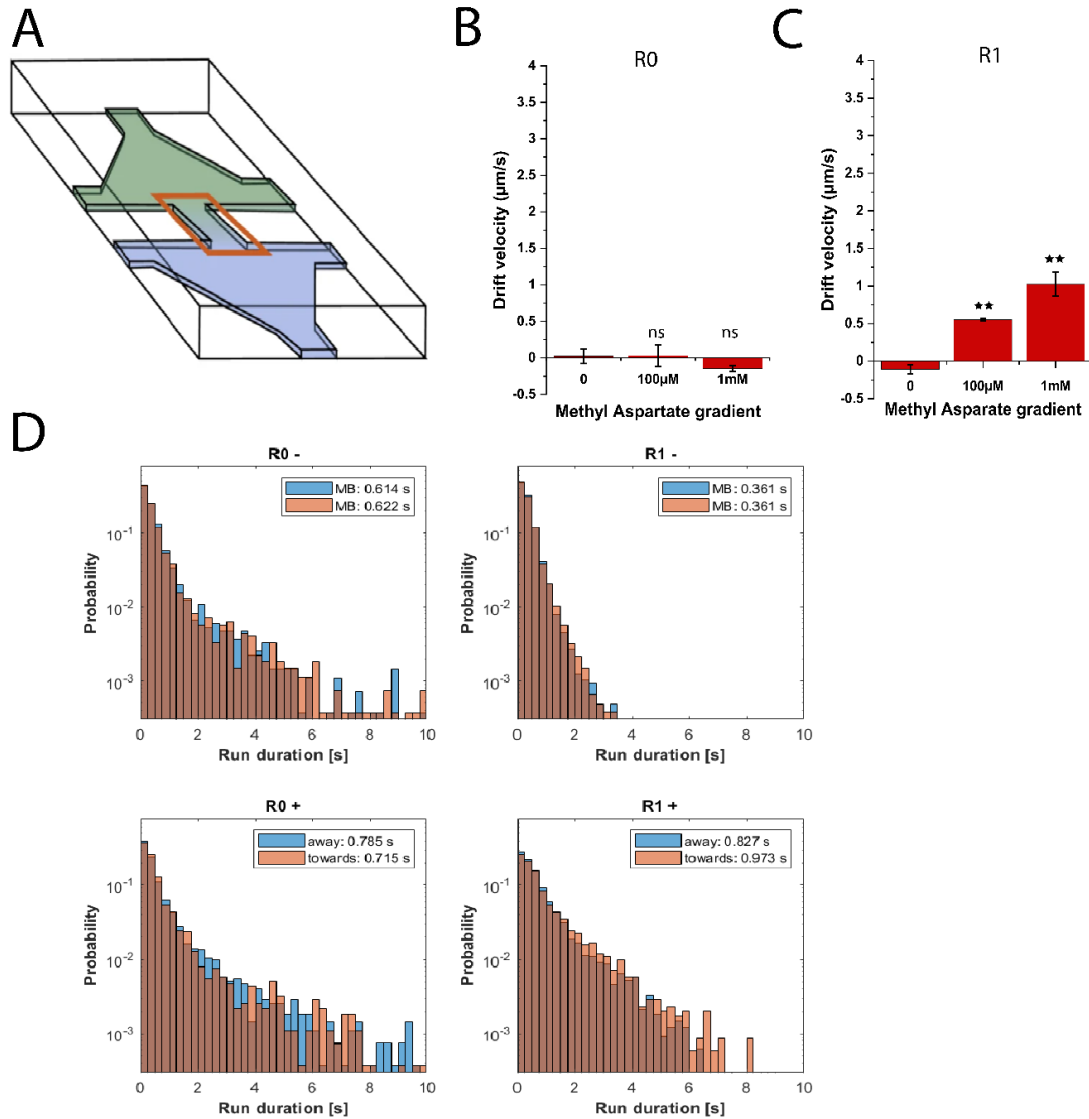 A
B
R0
4
3.5
3
2.5
2
1.5
1
0.5
0
-0.5
Drift velocity (µm/s)
ns
ns
0
100µM
1mM
Methyl Aspartate gradient
C
R1
4
3.5
3
2.5
2
1.5
1
0.5
0
-0.5
Drift velocity (µm/s)
★★
★★
0
100µM
1mM
Methyl Asparate gradient
D
R0 -
MB: 0.614 s
MB: 0.622 s
10⁻¹
10⁻²
10⁻³
Probability
0 2 4 6 8 10
Run duration [s]
R1 -
MB: 0.361 s
MB: 0.361 s
10⁻¹
10⁻²
10⁻³
Probability
0 2 4 6 8 10
Run duration [s]
R0 +
away: 0.785 s
towards: 0.715 s
10⁻¹
10⁻²
10⁻³
Probability
0 2 4 6 8 10
Run duration [s]
R1 +
away: 0.827 s
towards: 0.973 s
10⁻¹
10⁻²
10⁻³
Probability
0 2 4 6 8 10
Run duration [s]